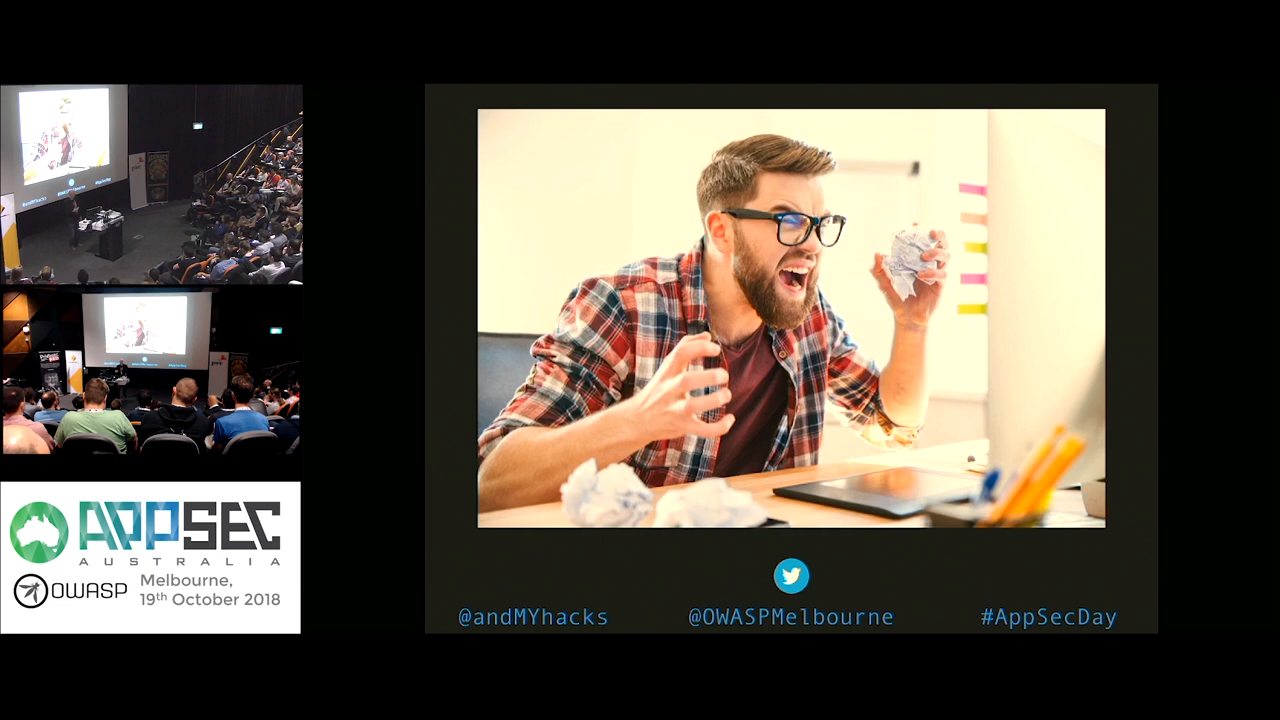 APPSEC
AUSTRALIA
OWASP
Melbourne,
19th October 2018
@andMYhacks
@OWASPMelbourne
#AppSecDay